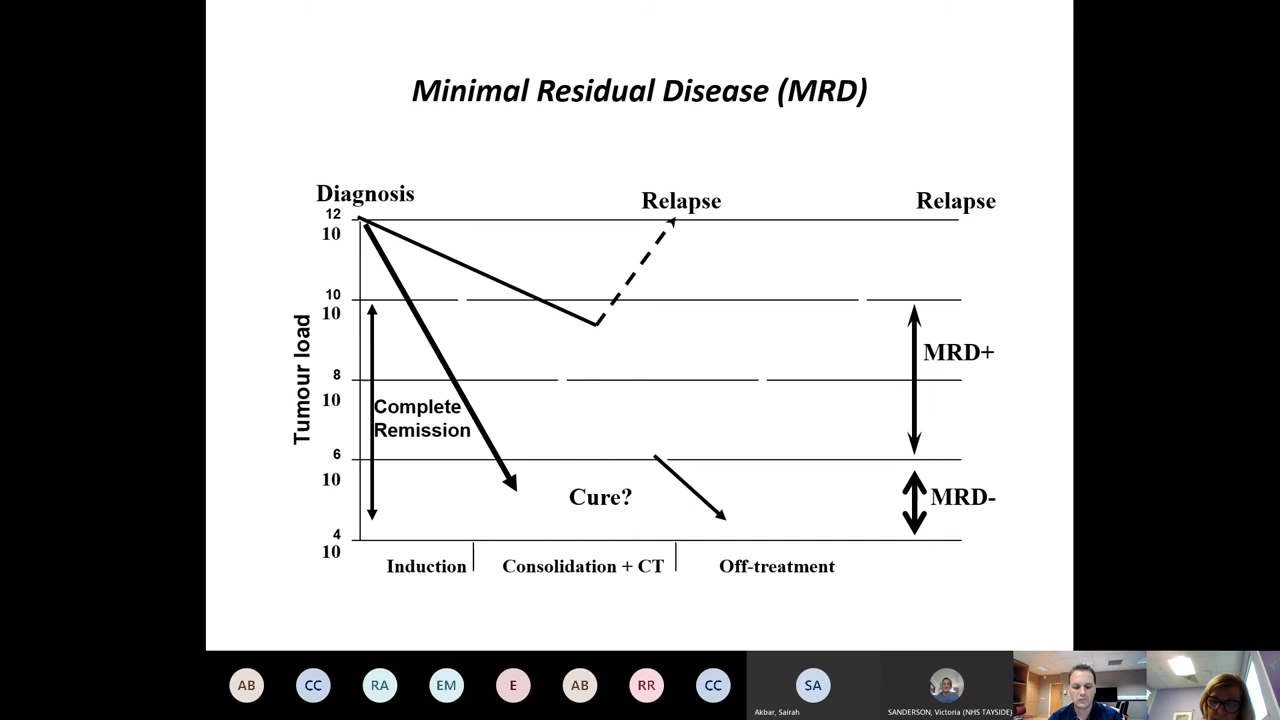 Minimal Residual Disease (MRD)
Diagnosis
Relapse
Relapse
12
10
10
10
8
10
6
10
4
10
Tumour load
MRD+
Complete
Remission
Cure?
MRD-
Induction
Consolidation + CT
Off-treatment
AB
CC
RA
EM
E
AB
RR
CC
SA
Akbar, Sairah
SANDERSON, Victoria (NHS TAYSIDE)